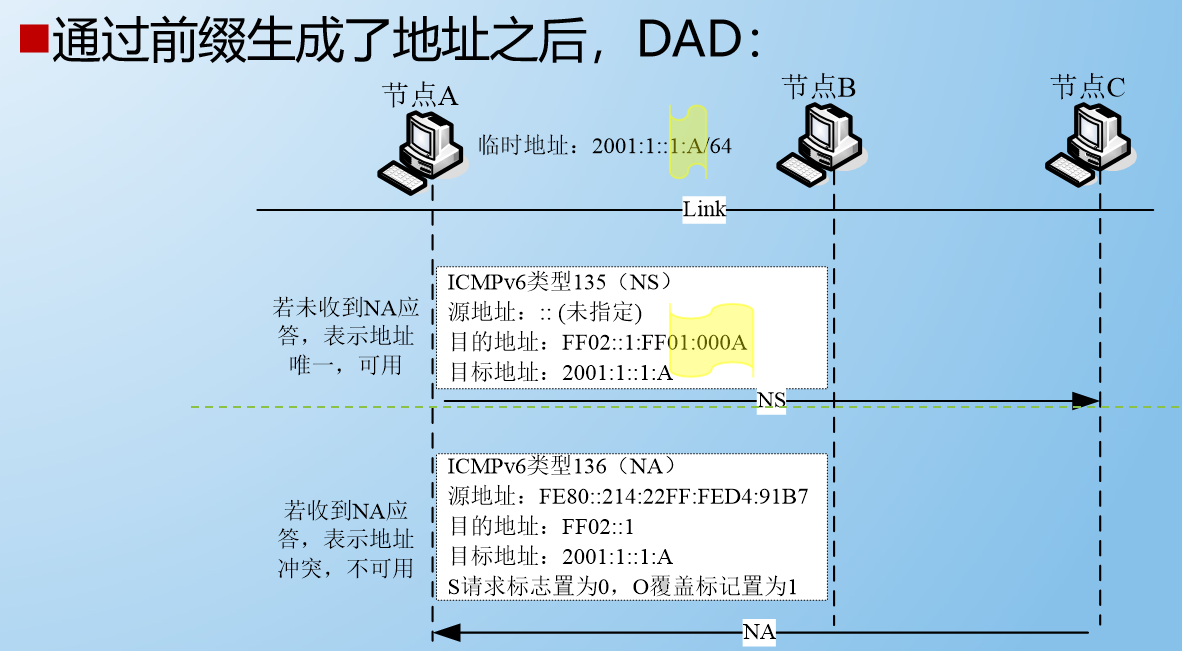 通过前缀生成了地址之后，DAD：
节点A
节点B
节点C
临时地址：2001:1::1:A/64
Link
若未收到NA应
答，表示地址
唯一，可用
ICMPv6类型135（NS）
源地址：:: (未指定)
目的地址：FF02::1:FF01:000A
目标地址：2001:1::1:A
NS
若收到NA应
答，表示地址
冲突，不可用
ICMPv6类型136（NA）
源地址：FE80::214:22FF:FED4:91B7
目的地址：FF02::1
目标地址：2001:1::1:A
S请求标志置为0，O覆盖标记置为1
NA